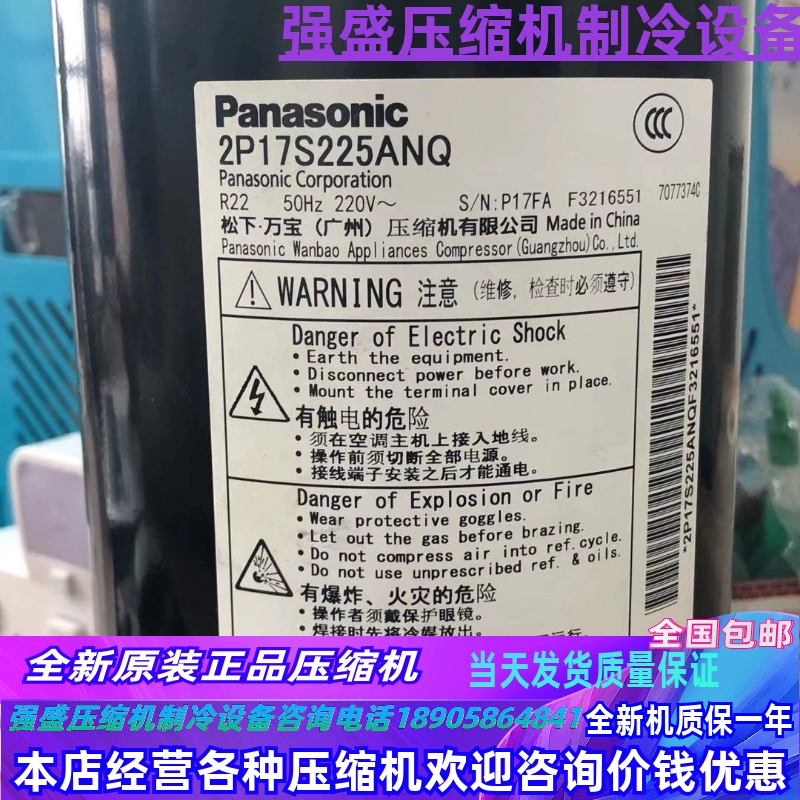 强盛压缩机制冷设备
Panasonic
CCC
2P17S225ANQ
Panasonic Corporation
R22 50Hz 220V～ S/N:P17FA F3216551 7077374C
松下·万宝（广州）压缩机有限公司 Made in China
Panasonic Wanbao Appliances Compressor(Guangzhou)Co.,Ltd.
WARNING 注意（维修，检查时必须遵守）
Danger of Electric Shock
• Earth the equipment.
• Disconnect power before work.
• Mount the terminal cover in place.
有触电的危险
• 须在空调主机上接入地线。
• 操作前须切断全部电源。
• 接线端子安装之后才能通电。
Danger of Explosion or Fire
• Wear protective goggles.
• Let out the gas before brazing.
• Do not compress air into ref.cycle.
• Do not use unprescribed ref. & oils.
有爆炸、火灾的危险
• 操作者须戴保护眼镜。
• 焊接时先将冷媒放出。
*2P17S225ANQF3216551*
全国包邮
全新原装正品压缩机
当天发货质量保证
强盛压缩机制冷设备咨询电话18905864841
全新机质保一年
本店经营各种压缩机欢迎咨询价钱优惠